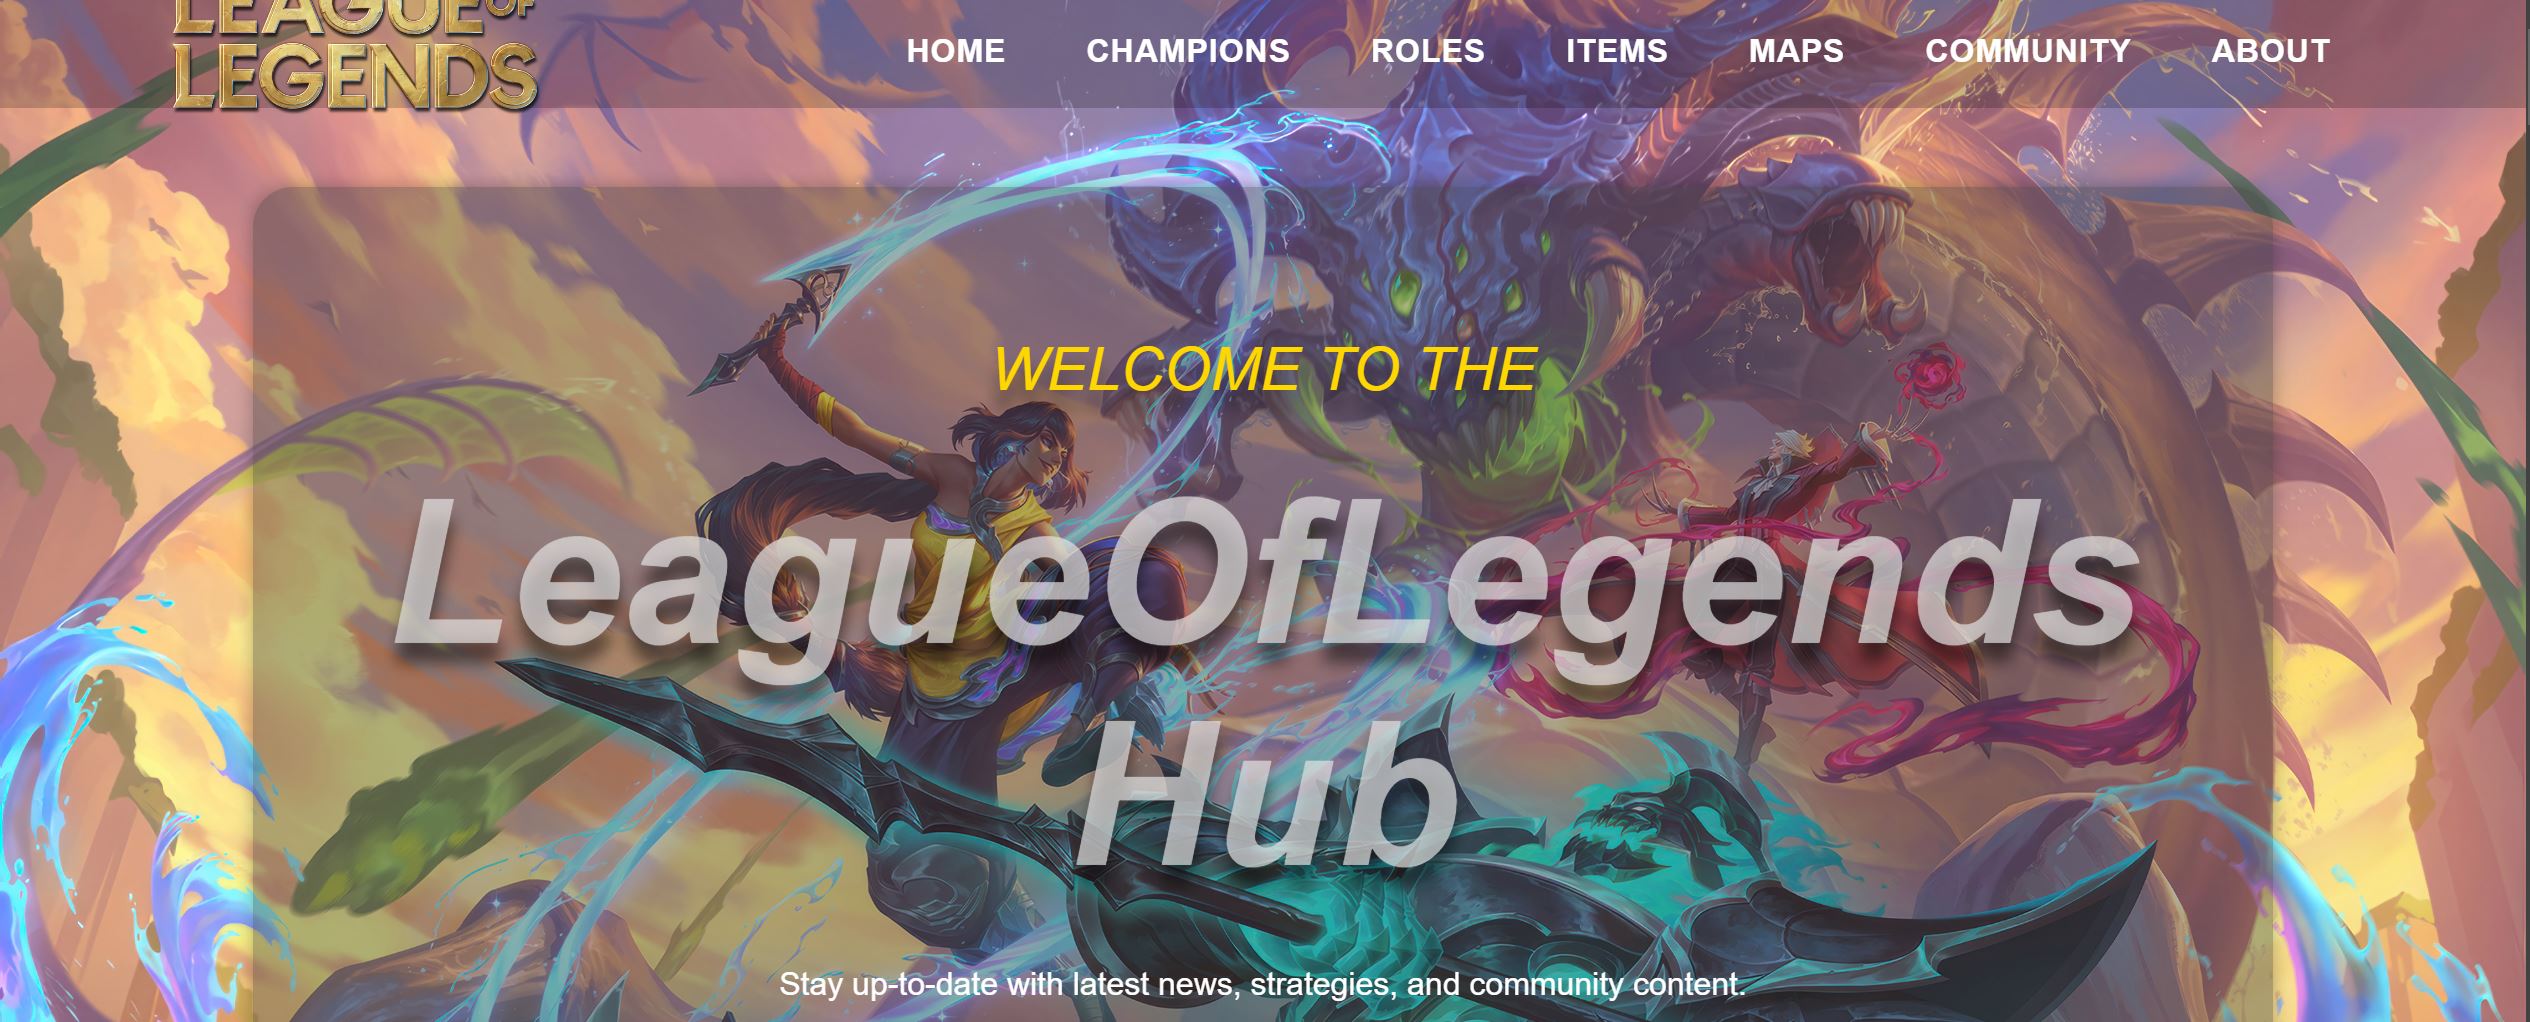 LEAGUE OF
LEGENDS
HOME CHAMPIONS ROLES ITEMS MAPS COMMUNITY ABOUT
WELCOME TO THE
LeagueOfLegends
Hub
Stay up-to-date with latest news, strategies, and community content.